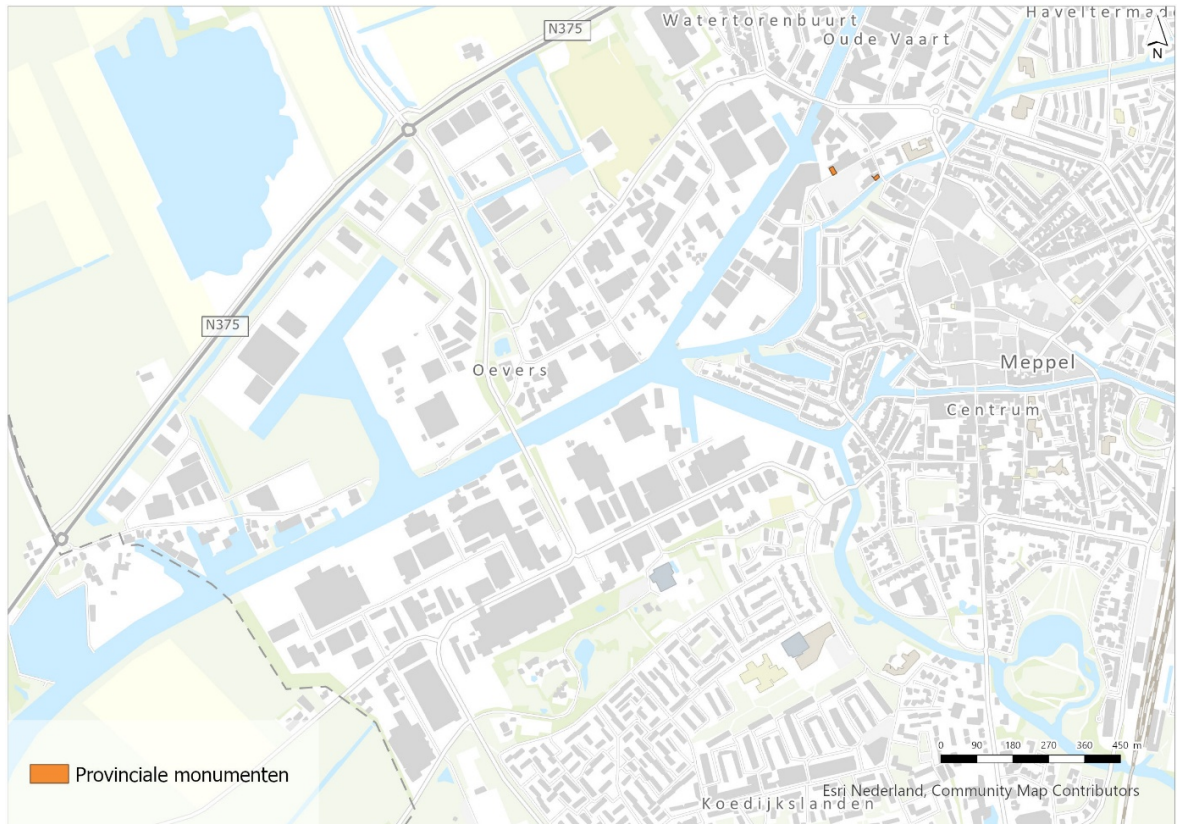 N375
Watertorenbuurt
Oude Vaart
Haveltermade
N
N375
Oevers
Meppel
Centrum
0 90 180 270 360 450 m
Provinciale monumenten
Esri Nederland, Community Map Contributors
Koedijkslanden